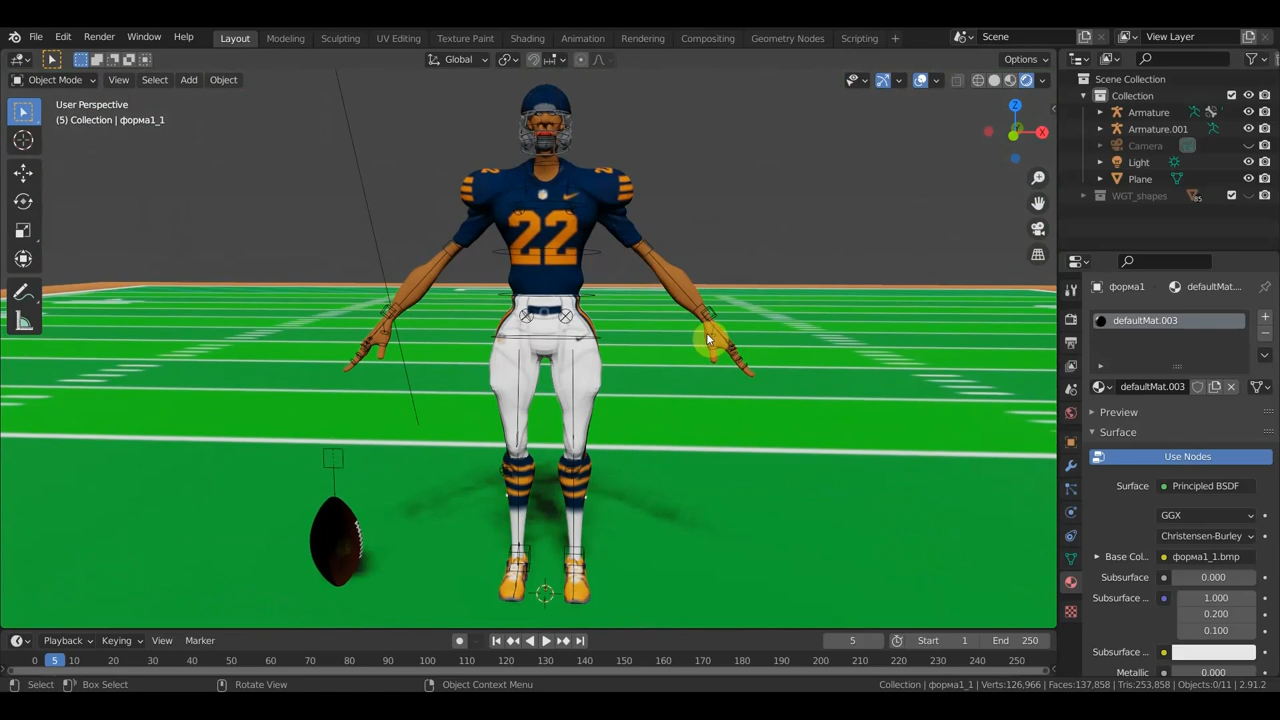 File Edit Render Window Help Layout Modeling Sculpting UV Editing Texture Paint Shading Animation Rendering Compositing Geometry Nodes Scripting + Scene View Layer
Global Options
Object Mode View Select Add Object
User Perspective
(5) Collection | форма1_1
Z
X
22
2
2
Scene Collection
Collection
Armature
Armature.001
Camera
Light
Plane
WGT_shapes 85
форма1 defaultMat....
defaultMat.003
defaultMat.003
Preview
Surface
Use Nodes
Surface Principled BSDF
GGX
Christensen-Burley
Base Col... форма1_1.bmp
Subsurface 0.000
Subsurface ... 1.000
0.200
0.100
Subsurface ...
Metallic 0.000
Playback Keying View Marker 5 Start 1 End 250
0 5 10 20 30 40 50 60 70 80 90 100 110 120 130 140 150 160 170 180 190 200 210 220 230 240 250
Select Box Select Rotate View Object Context Menu Collection | форма1_1 | Verts:126,966 | Faces:137,858 | Tris:253,858 | Objects:0/11 | 2.91.2